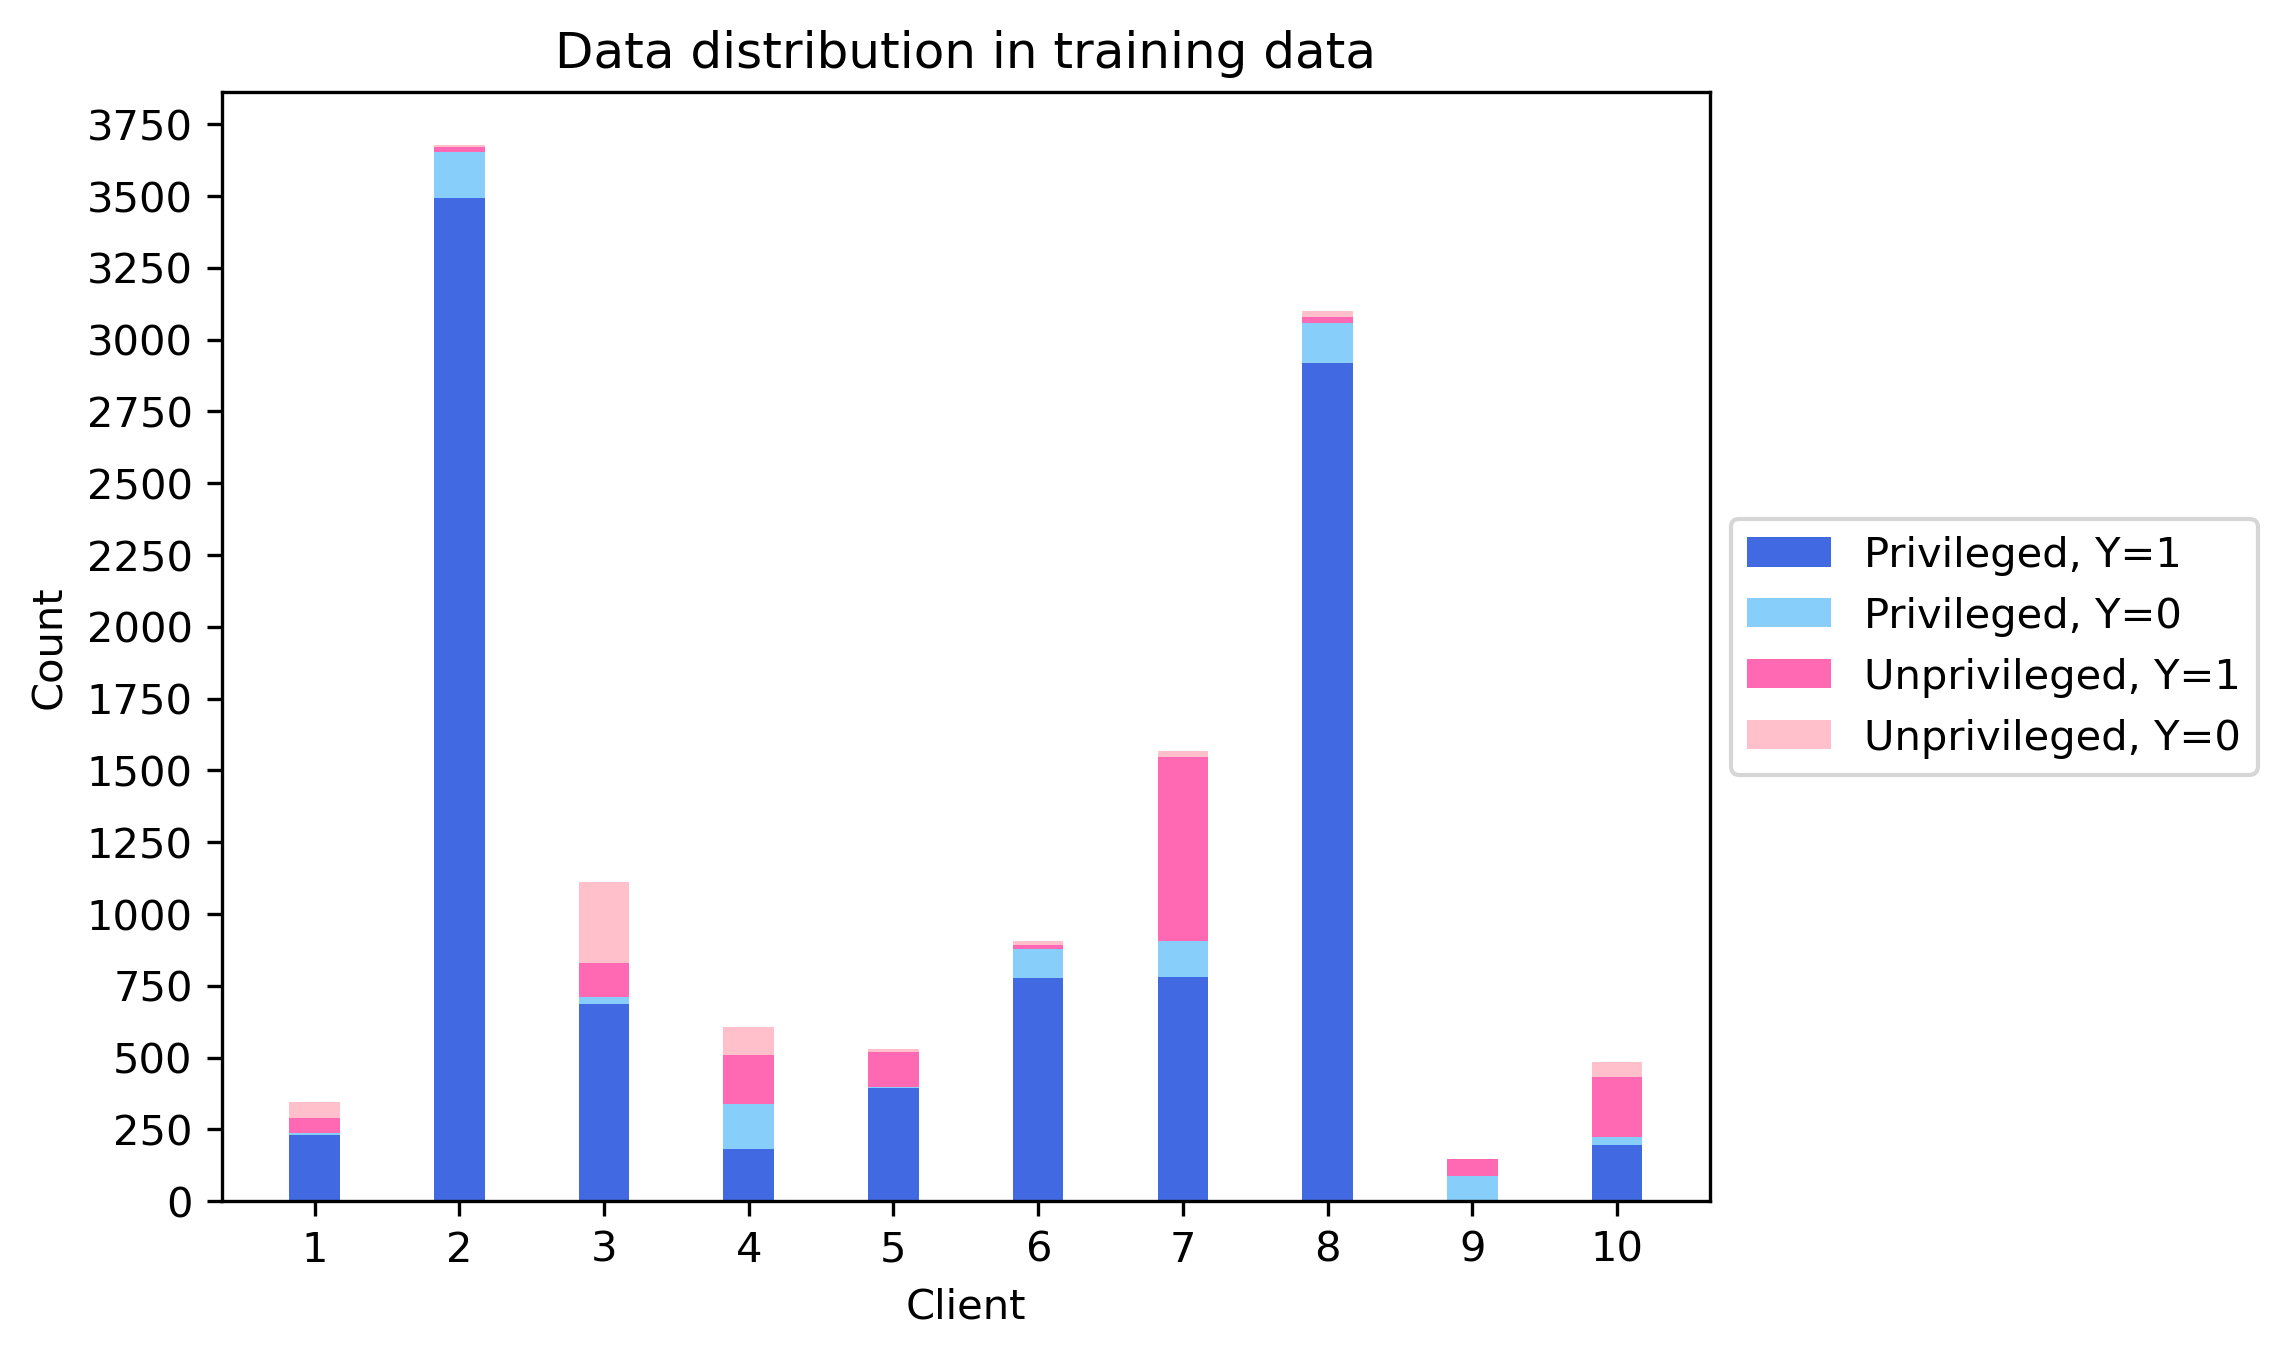 Data distribution in training data
3750
3500
3250
3000
2750
2500
2250
2000
1750
1500
1250
1000
750
500
250
0
Count
1 2 3 4 5 6 7 8 9 10
Client
Privileged, Y=1
Privileged, Y=0
Unprivileged, Y=1
Unprivileged, Y=0